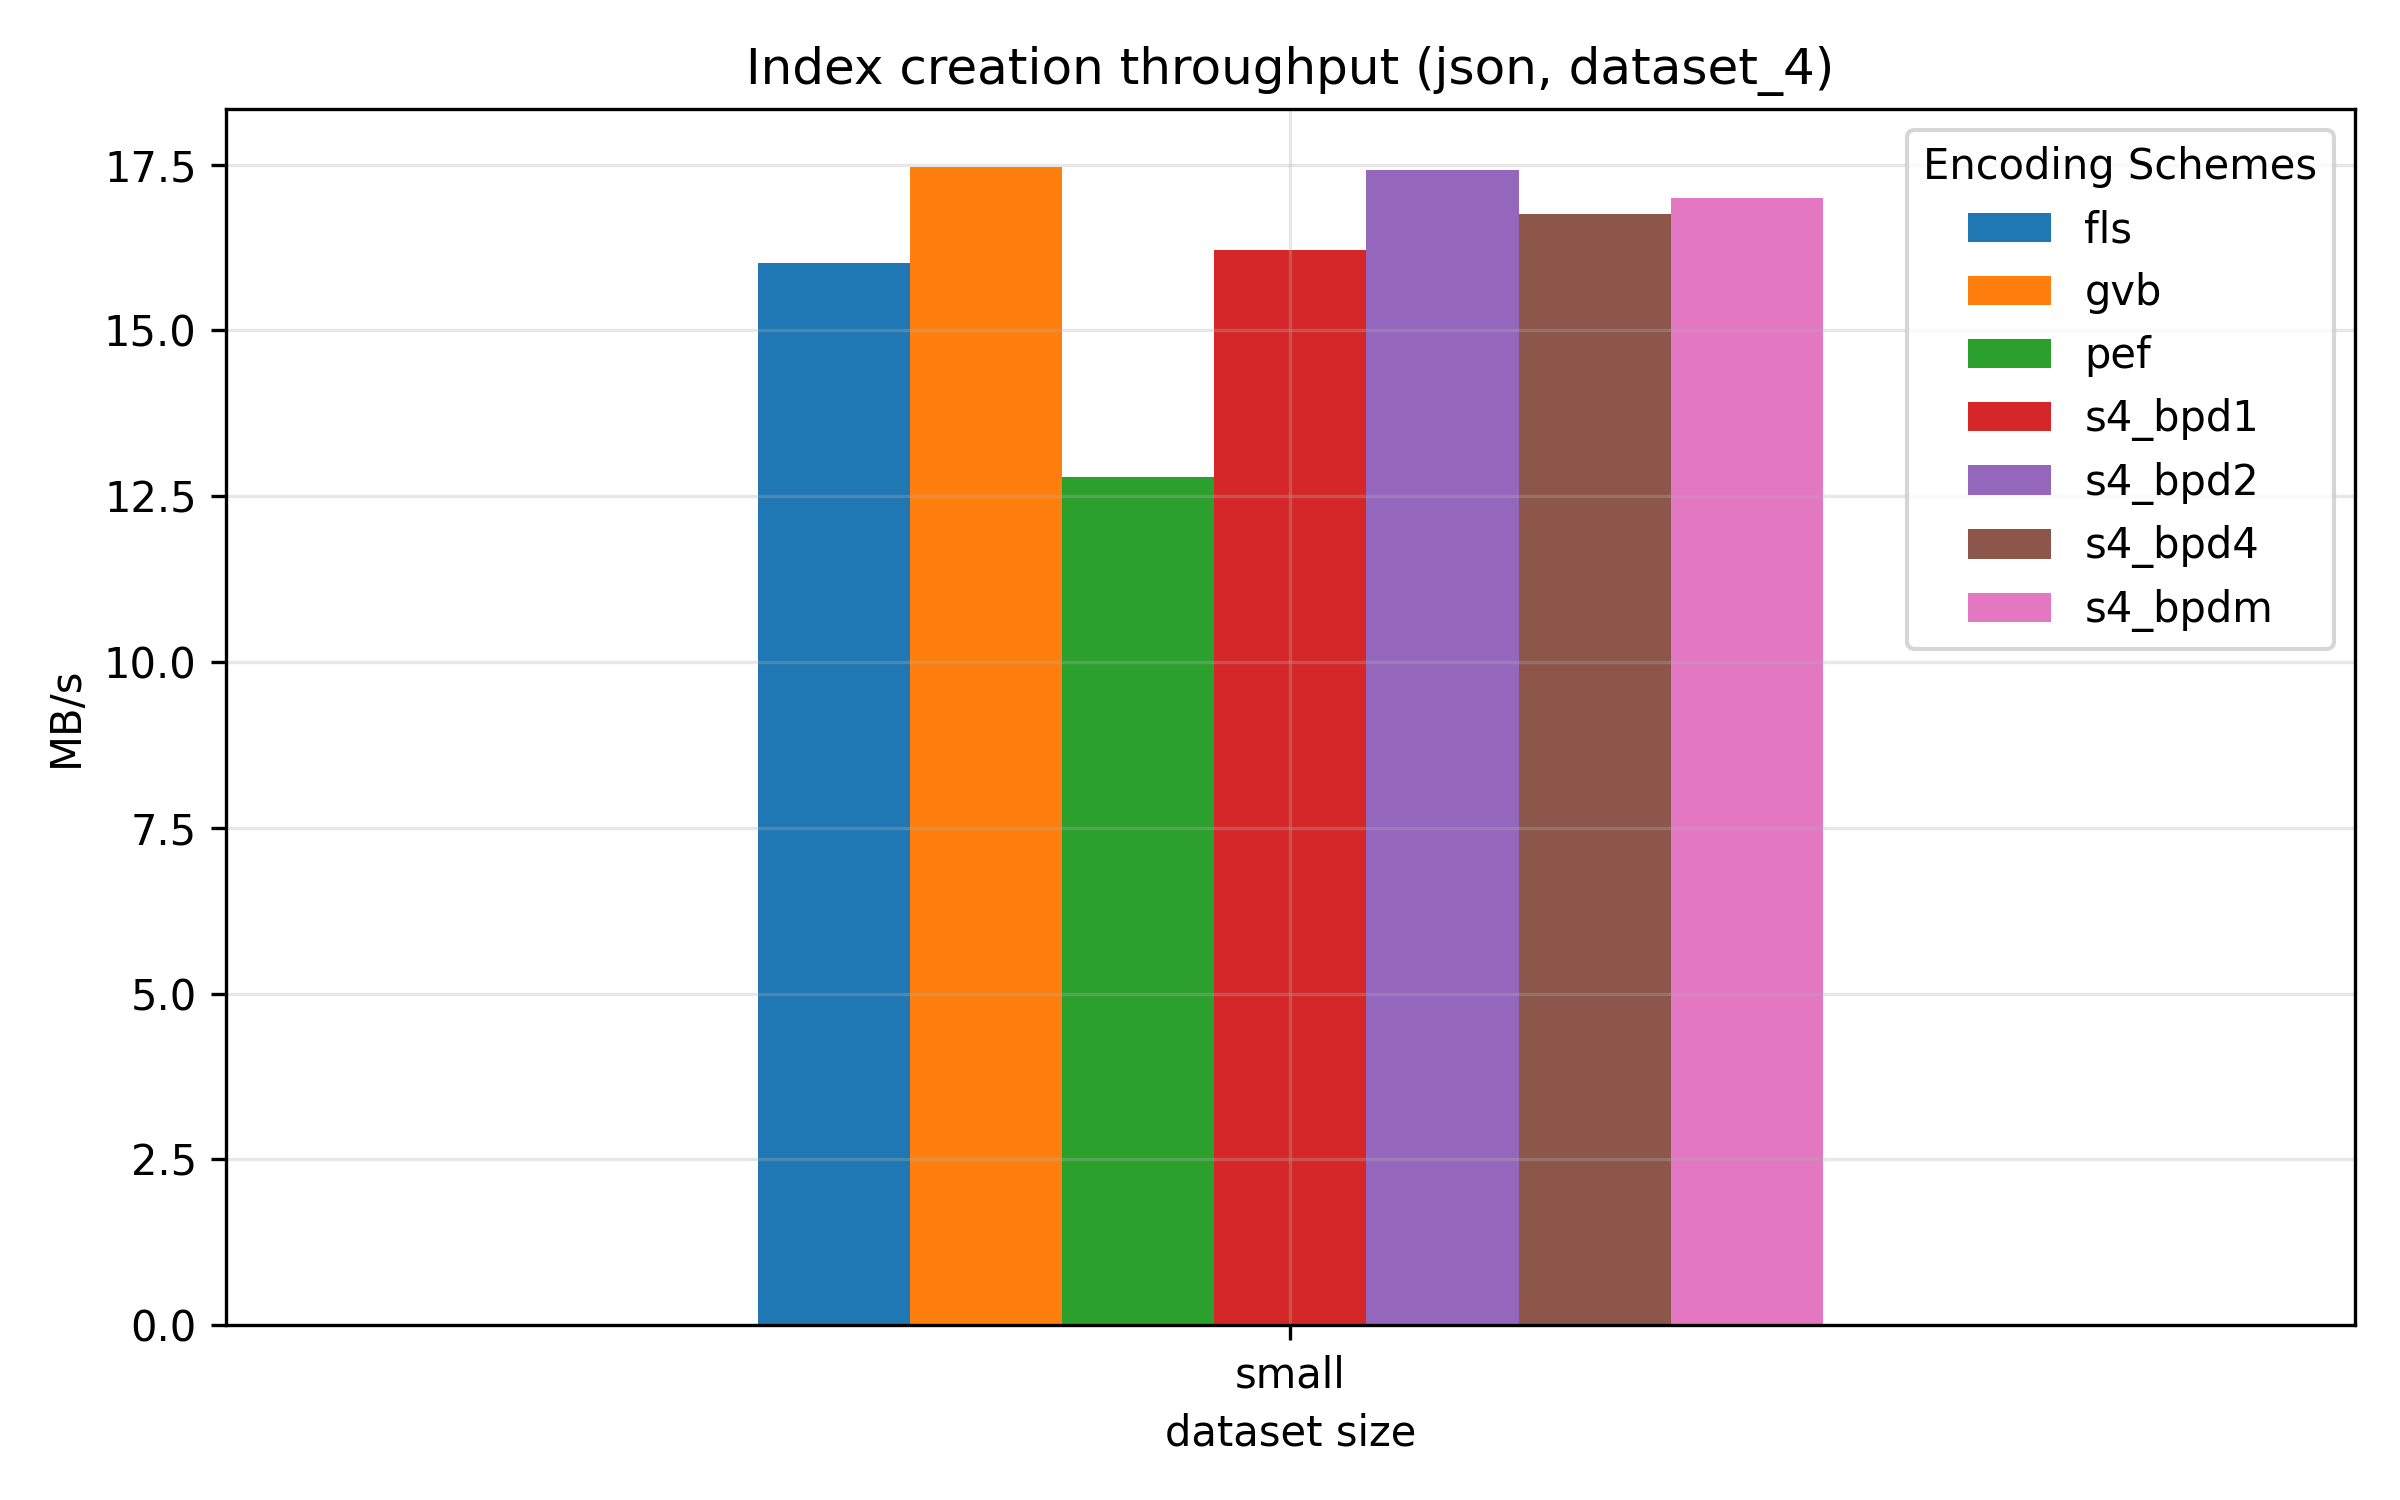 Index creation throughput (json, dataset_4)
Encoding Schemes
fls
gvb
pef
s4_bpd1
s4_bpd2
s4_bpd4
s4_bpdm
MB/s
17.5
15.0
12.5
10.0
7.5
5.0
2.5
0.0
small
dataset size